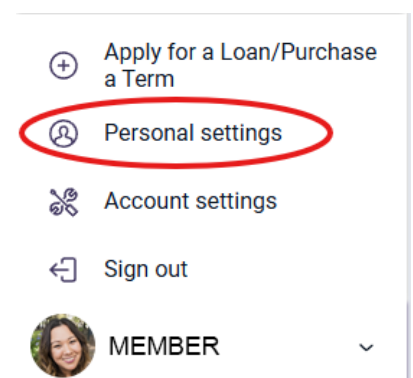 Apply for a Loan/Purchase
a Term
Personal settings
Account settings
Sign out
MEMBER